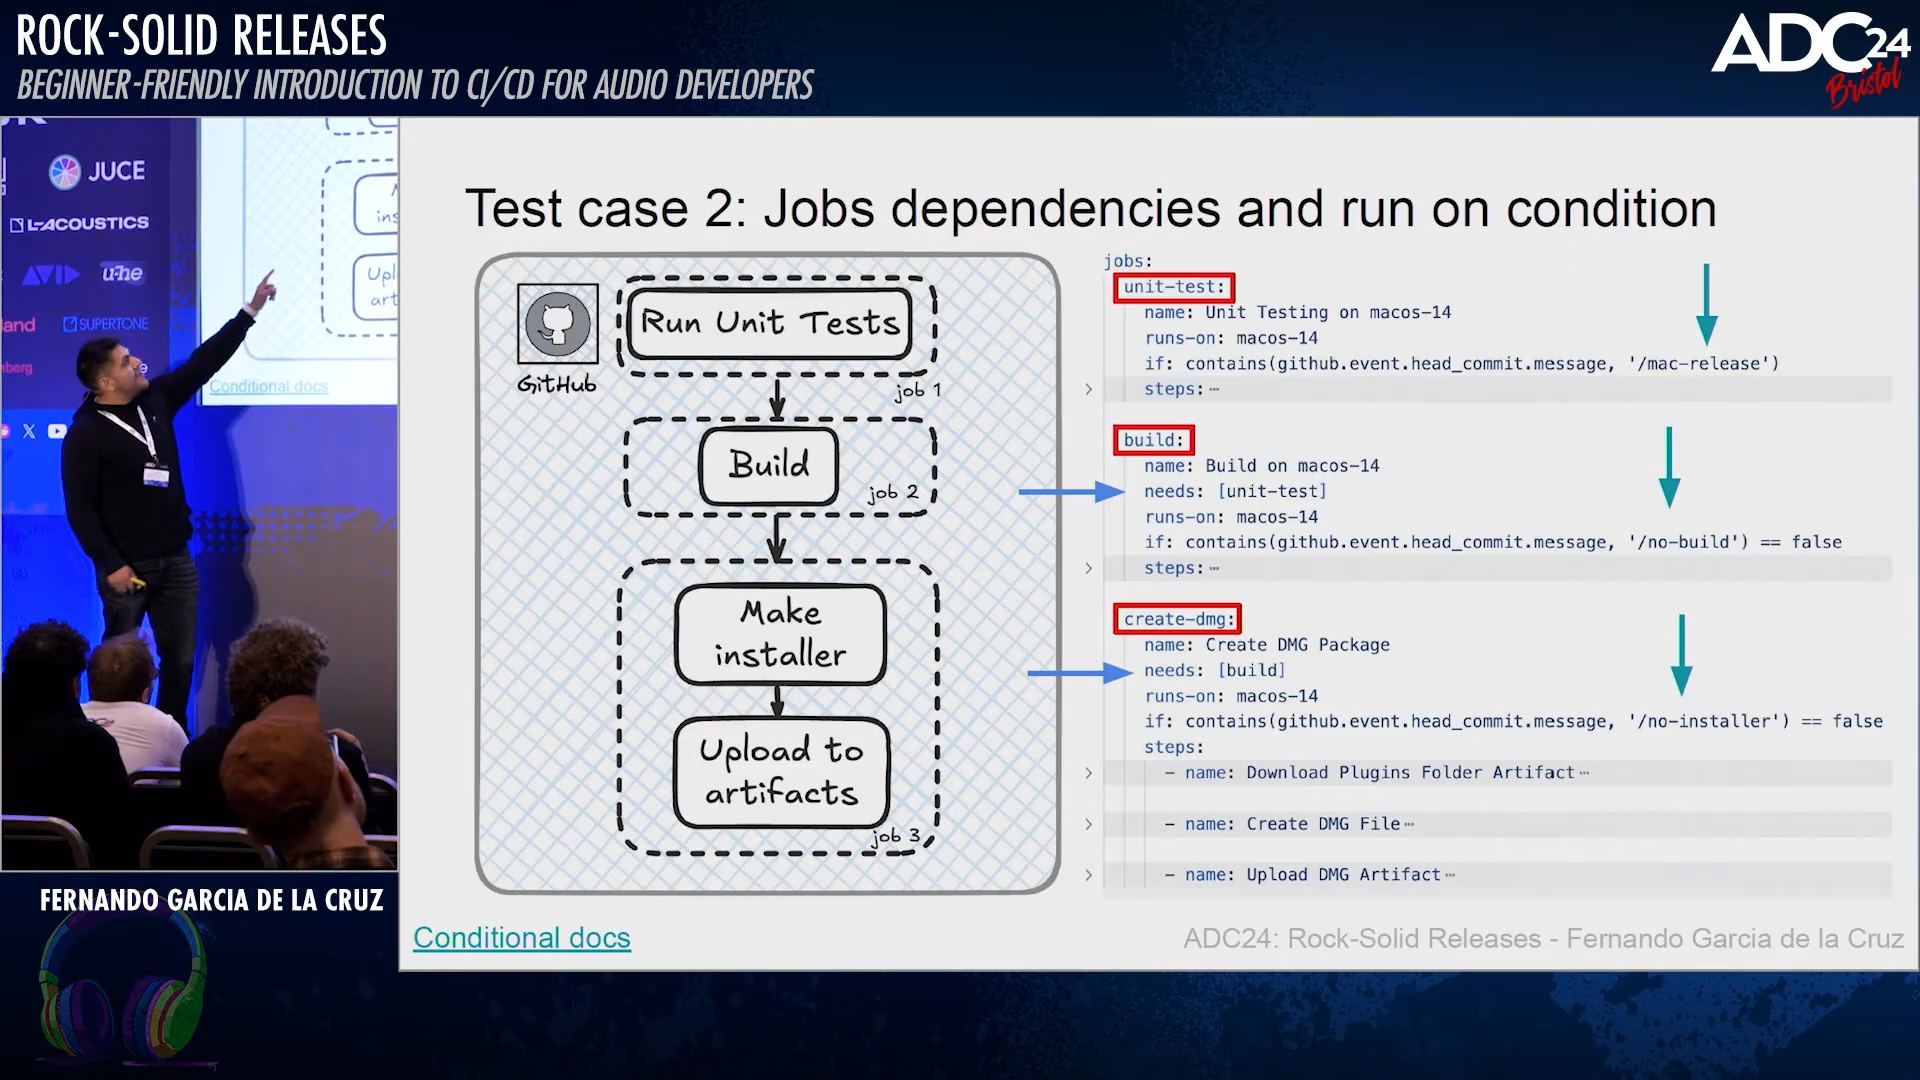 ROCK-SOLID RELEASES
BEGINNER-FRIENDLY INTRODUCTION TO CI/CD FOR AUDIO DEVELOPERS
ADC24
Bristol
JUCE
L-ACOUSTICS
AVID
u-he
land
SUPERTONE
nberg
Conditional docs
FERNANDO GARCIA DE LA CRUZ
Test case 2: Jobs dependencies and run on condition
GitHub
Run Unit Tests
job 1
Build
job 2
Make
installer
Upload to
artifacts
job 3
jobs:
unit-test:
name: Unit Testing on macos-14
runs-on: macos-14
if: contains(github.event.head_commit.message, '/mac-release')
steps: ⋯
build:
name: Build on macos-14
needs: [unit-test]
runs-on: macos-14
if: contains(github.event.head_commit.message, '/no-build') == false
steps: ⋯
create-dmg:
name: Create DMG Package
needs: [build]
runs-on: macos-14
if: contains(github.event.head_commit.message, '/no-installer') == false
steps:
- name: Download Plugins Folder Artifact ⋯
- name: Create DMG File ⋯
- name: Upload DMG Artifact ⋯
Conditional docs
ADC24: Rock-Solid Releases - Fernando Garcia de la Cruz